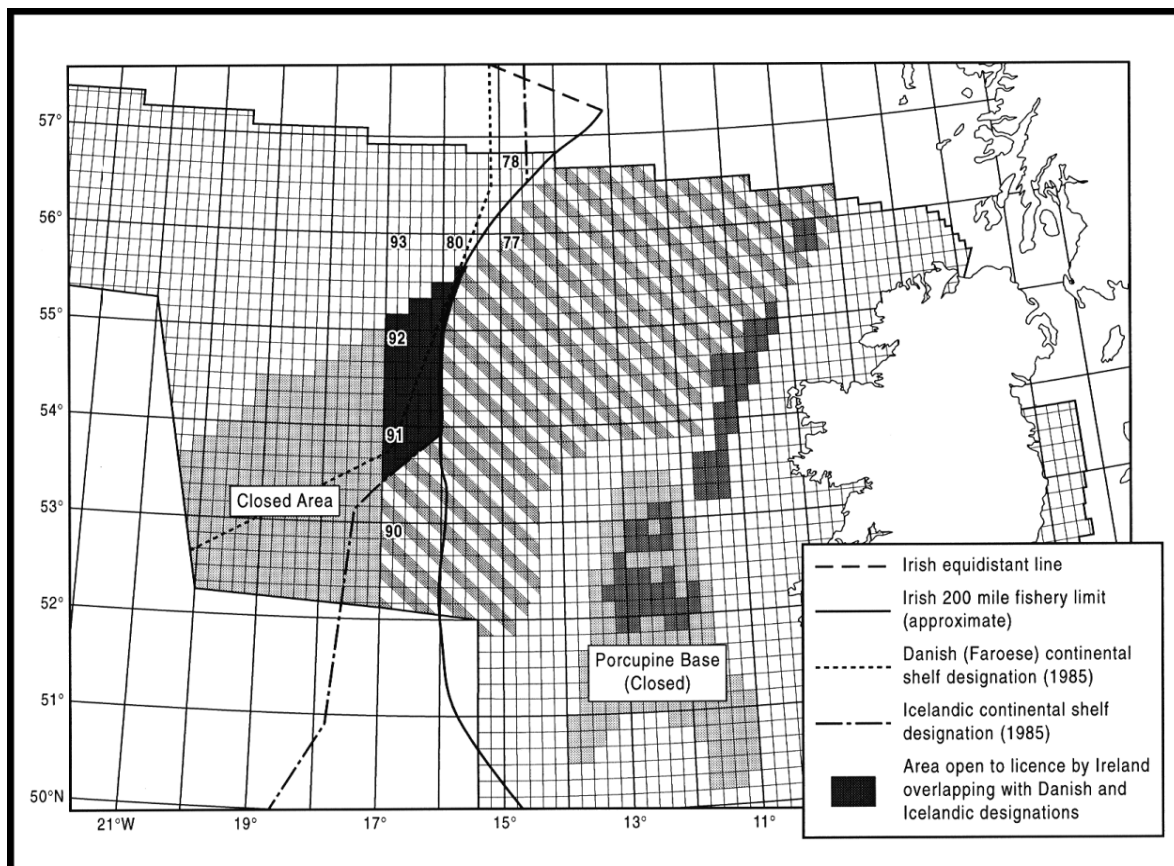 57°
56°
55°
54°
53°
52°
51°
50°N
78
93
80
77
92
91
90
Closed Area
Porcupine Base
(Closed)
Irish equidistant line
Irish 200 mile fishery limit
(approximate)
Danish (Faroese) continental
shelf designation (1985)
Icelandic continental shelf
designation (1985)
Area open to licence by Ireland
overlapping with Danish and
Icelandic designations
21°W
19°
17°
15°
13°
11°